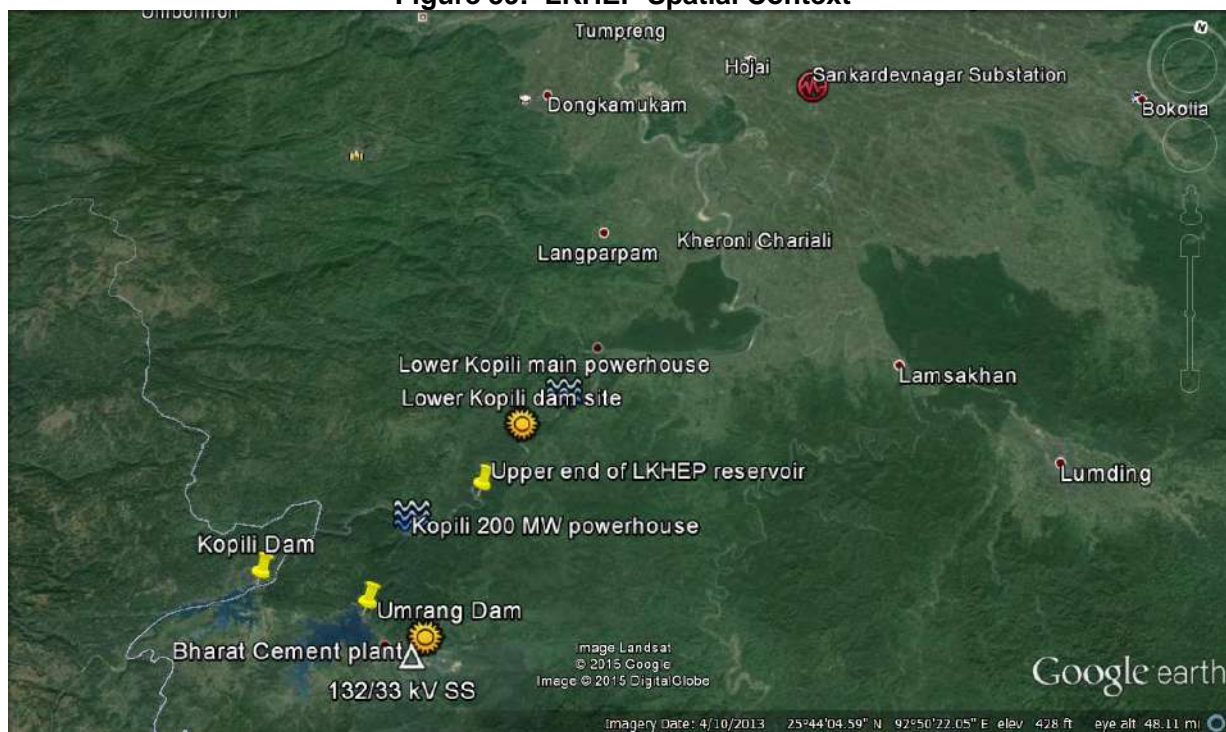 Figure 35: LKHEP Spatial Context
Umbormon
Tumpreng
Hojai
Sankardevnagar Substation
Dongkamukam
Bokolia
N
Langparpam
Kheroni Chariali
Lower Kopili main powerhouse
Lower Kopili dam site
Lamsakhan
Upper end of LKHEP reservoir
Lumding
Kopili 200 MW powerhouse
Kopili Dam
Umrang Dam
Bharat Cement plant
132/33 kV SS
Image Landsat
© 2015 Google
Image © 2015 DigitalGlobe
Google earth
Imagery Date: 4/10/2013 25°44'04.59" N 92°50'22.05" E elev 428 ft eye alt 48.11 mi